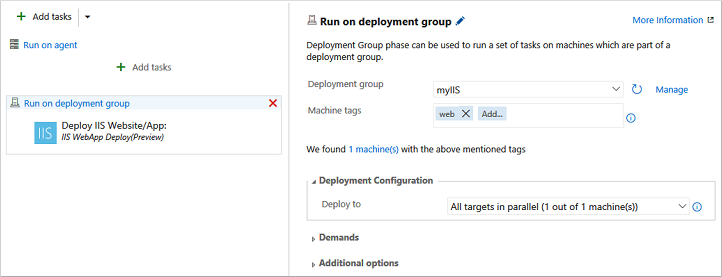 Add tasks
Run on agent
Add tasks
Run on deployment group
IIS
Deploy IIS Website/App:
IIS WebApp Deploy(Preview)
Run on deployment group
More Information
Deployment Group phase can be used to run a set of tasks on machines which are part of a
deployment group.
Deployment group
myIIS
Manage
Machine tags
web
Add...
We found 1 machine(s) with the above mentioned tags
Deployment Configuration
Deploy to
All targets in parallel (1 out of 1 machine(s))
Demands
Additional options